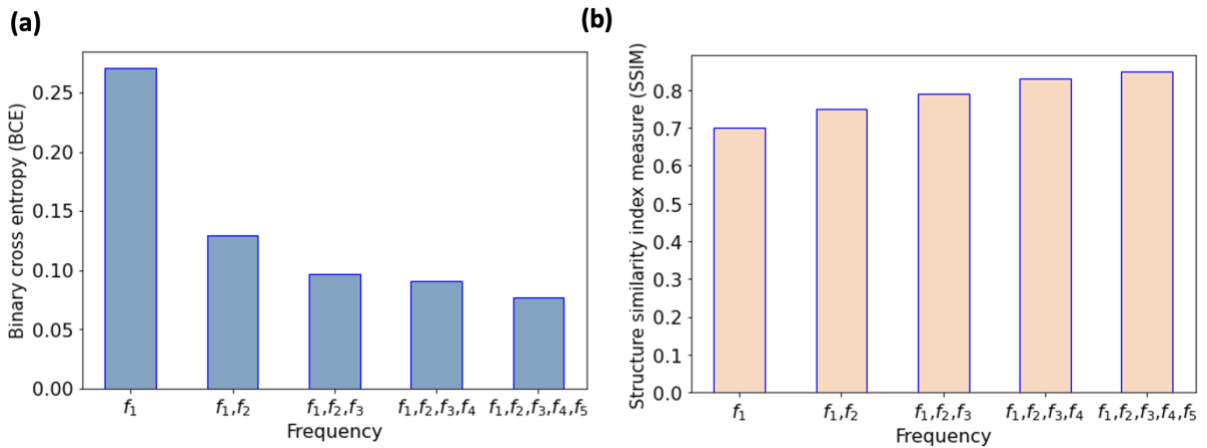 (a)
Binary cross entropy (BCE)
0.25
0.20
0.15
0.10
0.05
0.00
f₁
f₁,f₂
f₁,f₂,f₃
f₁,f₂,f₃,f₄
f₁,f₂,f₃,f₄,f₅
Frequency
(b)
Structure similarity index measure (SSIM)
0.8
0.7
0.6
0.5
0.4
0.3
0.2
0.1
0.0
f₁
f₁,f₂
f₁,f₂,f₃
f₁,f₂,f₃,f₄
f₁,f₂,f₃,f₄,f₅
Frequency